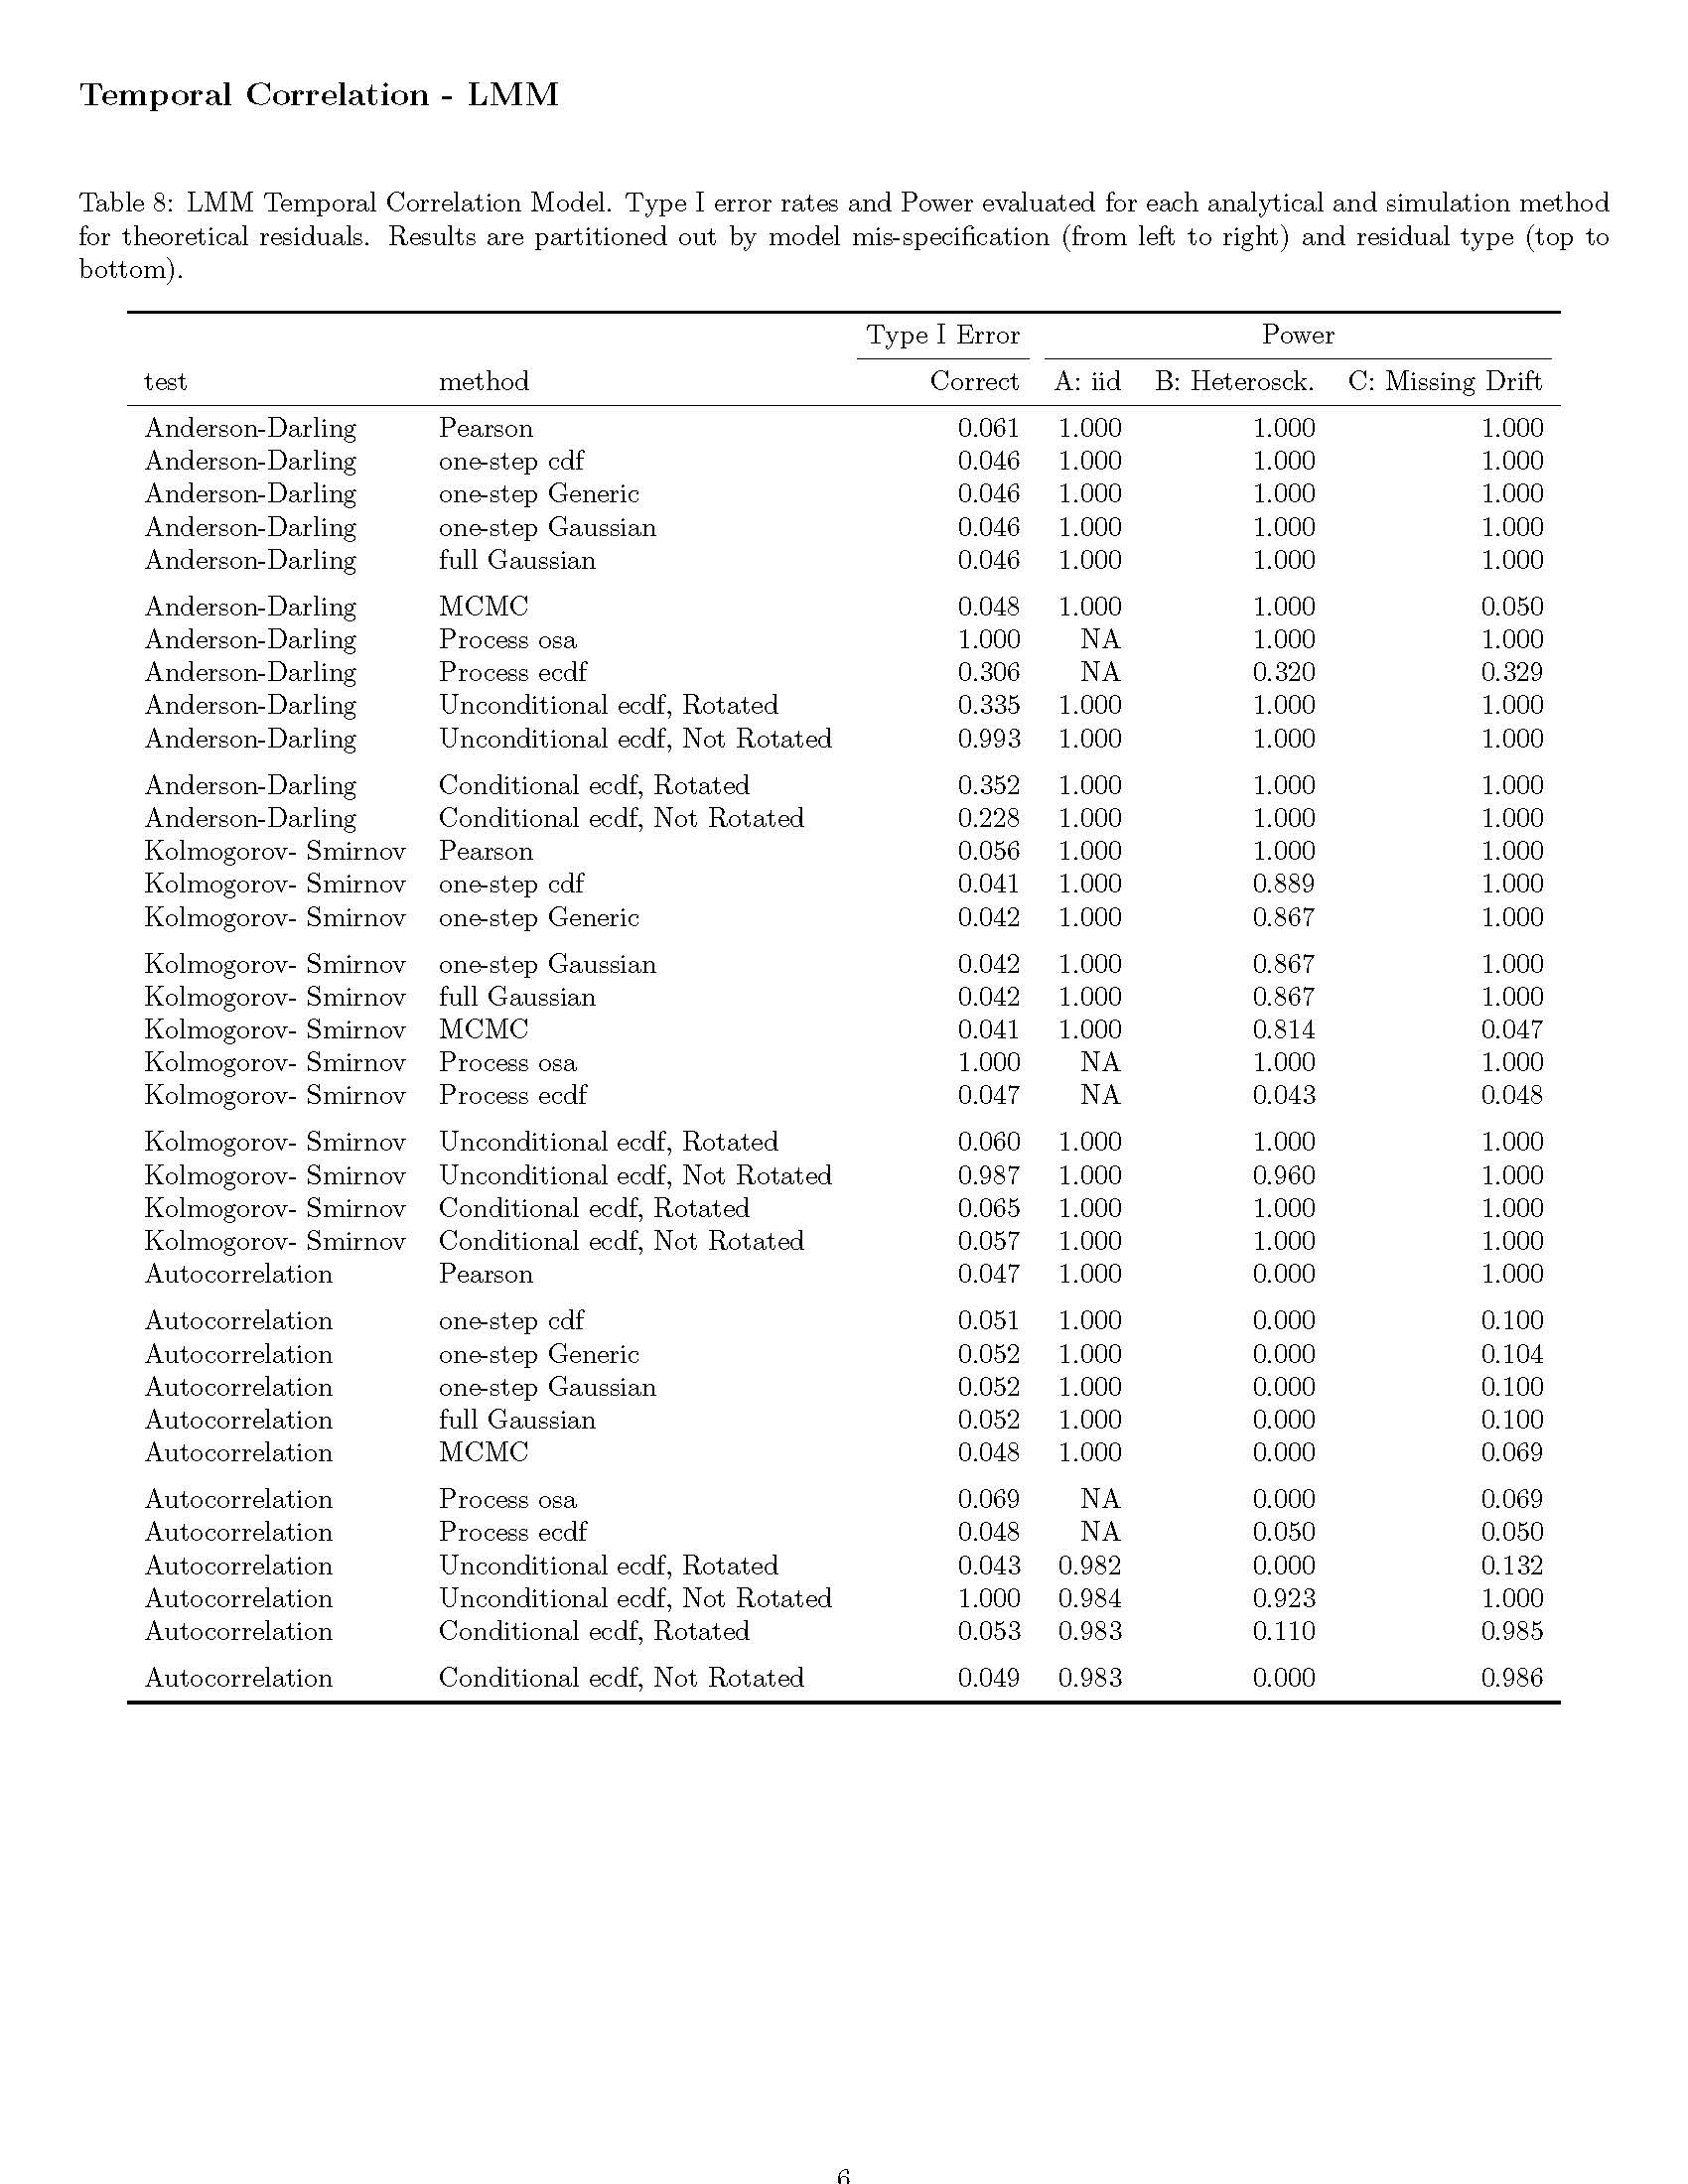 Temporal Correlation - LMM
Table 8: LMM Temporal Correlation Model. Type I error rates and Power evaluated for each analytical and simulation method
for theoretical residuals. Results are partitioned out by model mis-specification (from left to right) and residual type (top to
bottom).
Type I Error Power
test method Correct A: iid B: Heterosck. C: Missing Drift
Anderson-Darling Pearson 0.061 1.000 1.000 1.000
Anderson-Darling one-step cdf 0.046 1.000 1.000 1.000
Anderson-Darling one-step Generic 0.046 1.000 1.000 1.000
Anderson-Darling one-step Gaussian 0.046 1.000 1.000 1.000
Anderson-Darling full Gaussian 0.046 1.000 1.000 1.000
Anderson-Darling MCMC 0.048 1.000 1.000 0.050
Anderson-Darling Process osa 1.000 NA 1.000 1.000
Anderson-Darling Process ecdf 0.306 NA 0.320 0.329
Anderson-Darling Unconditional ecdf, Rotated 0.335 1.000 1.000 1.000
Anderson-Darling Unconditional ecdf, Not Rotated 0.993 1.000 1.000 1.000
Anderson-Darling Conditional ecdf, Rotated 0.352 1.000 1.000 1.000
Anderson-Darling Conditional ecdf, Not Rotated 0.228 1.000 1.000 1.000
Kolmogorov- Smirnov Pearson 0.056 1.000 1.000 1.000
Kolmogorov- Smirnov one-step cdf 0.041 1.000 0.889 1.000
Kolmogorov- Smirnov one-step Generic 0.042 1.000 0.867 1.000
Kolmogorov- Smirnov one-step Gaussian 0.042 1.000 0.867 1.000
Kolmogorov- Smirnov full Gaussian 0.042 1.000 0.867 1.000
Kolmogorov- Smirnov MCMC 0.041 1.000 0.814 0.047
Kolmogorov- Smirnov Process osa 1.000 NA 1.000 1.000
Kolmogorov- Smirnov Process ecdf 0.047 NA 0.043 0.048
Kolmogorov- Smirnov Unconditional ecdf, Rotated 0.060 1.000 1.000 1.000
Kolmogorov- Smirnov Unconditional ecdf, Not Rotated 0.987 1.000 0.960 1.000
Kolmogorov- Smirnov Conditional ecdf, Rotated 0.065 1.000 1.000 1.000
Kolmogorov- Smirnov Conditional ecdf, Not Rotated 0.057 1.000 1.000 1.000
Autocorrelation Pearson 0.047 1.000 0.000 1.000
Autocorrelation one-step cdf 0.051 1.000 0.000 0.100
Autocorrelation one-step Generic 0.052 1.000 0.000 0.104
Autocorrelation one-step Gaussian 0.052 1.000 0.000 0.100
Autocorrelation full Gaussian 0.052 1.000 0.000 0.100
Autocorrelation MCMC 0.048 1.000 0.000 0.069
Autocorrelation Process osa 0.069 NA 0.000 0.069
Autocorrelation Process ecdf 0.048 NA 0.050 0.050
Autocorrelation Unconditional ecdf, Rotated 0.043 0.982 0.000 0.132
Autocorrelation Unconditional ecdf, Not Rotated 1.000 0.984 0.923 1.000
Autocorrelation Conditional ecdf, Rotated 0.053 0.983 0.110 0.985
Autocorrelation Conditional ecdf, Not Rotated 0.049 0.983 0.000 0.986
6